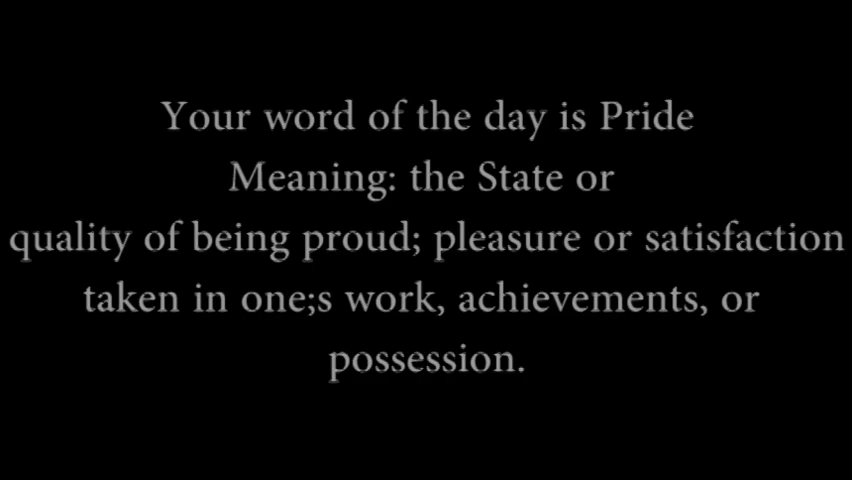 Your word of the day is Pride
Meaning: the State or
quality of being proud; pleasure or satisfaction
taken in one;s work, achievements, or
possession.